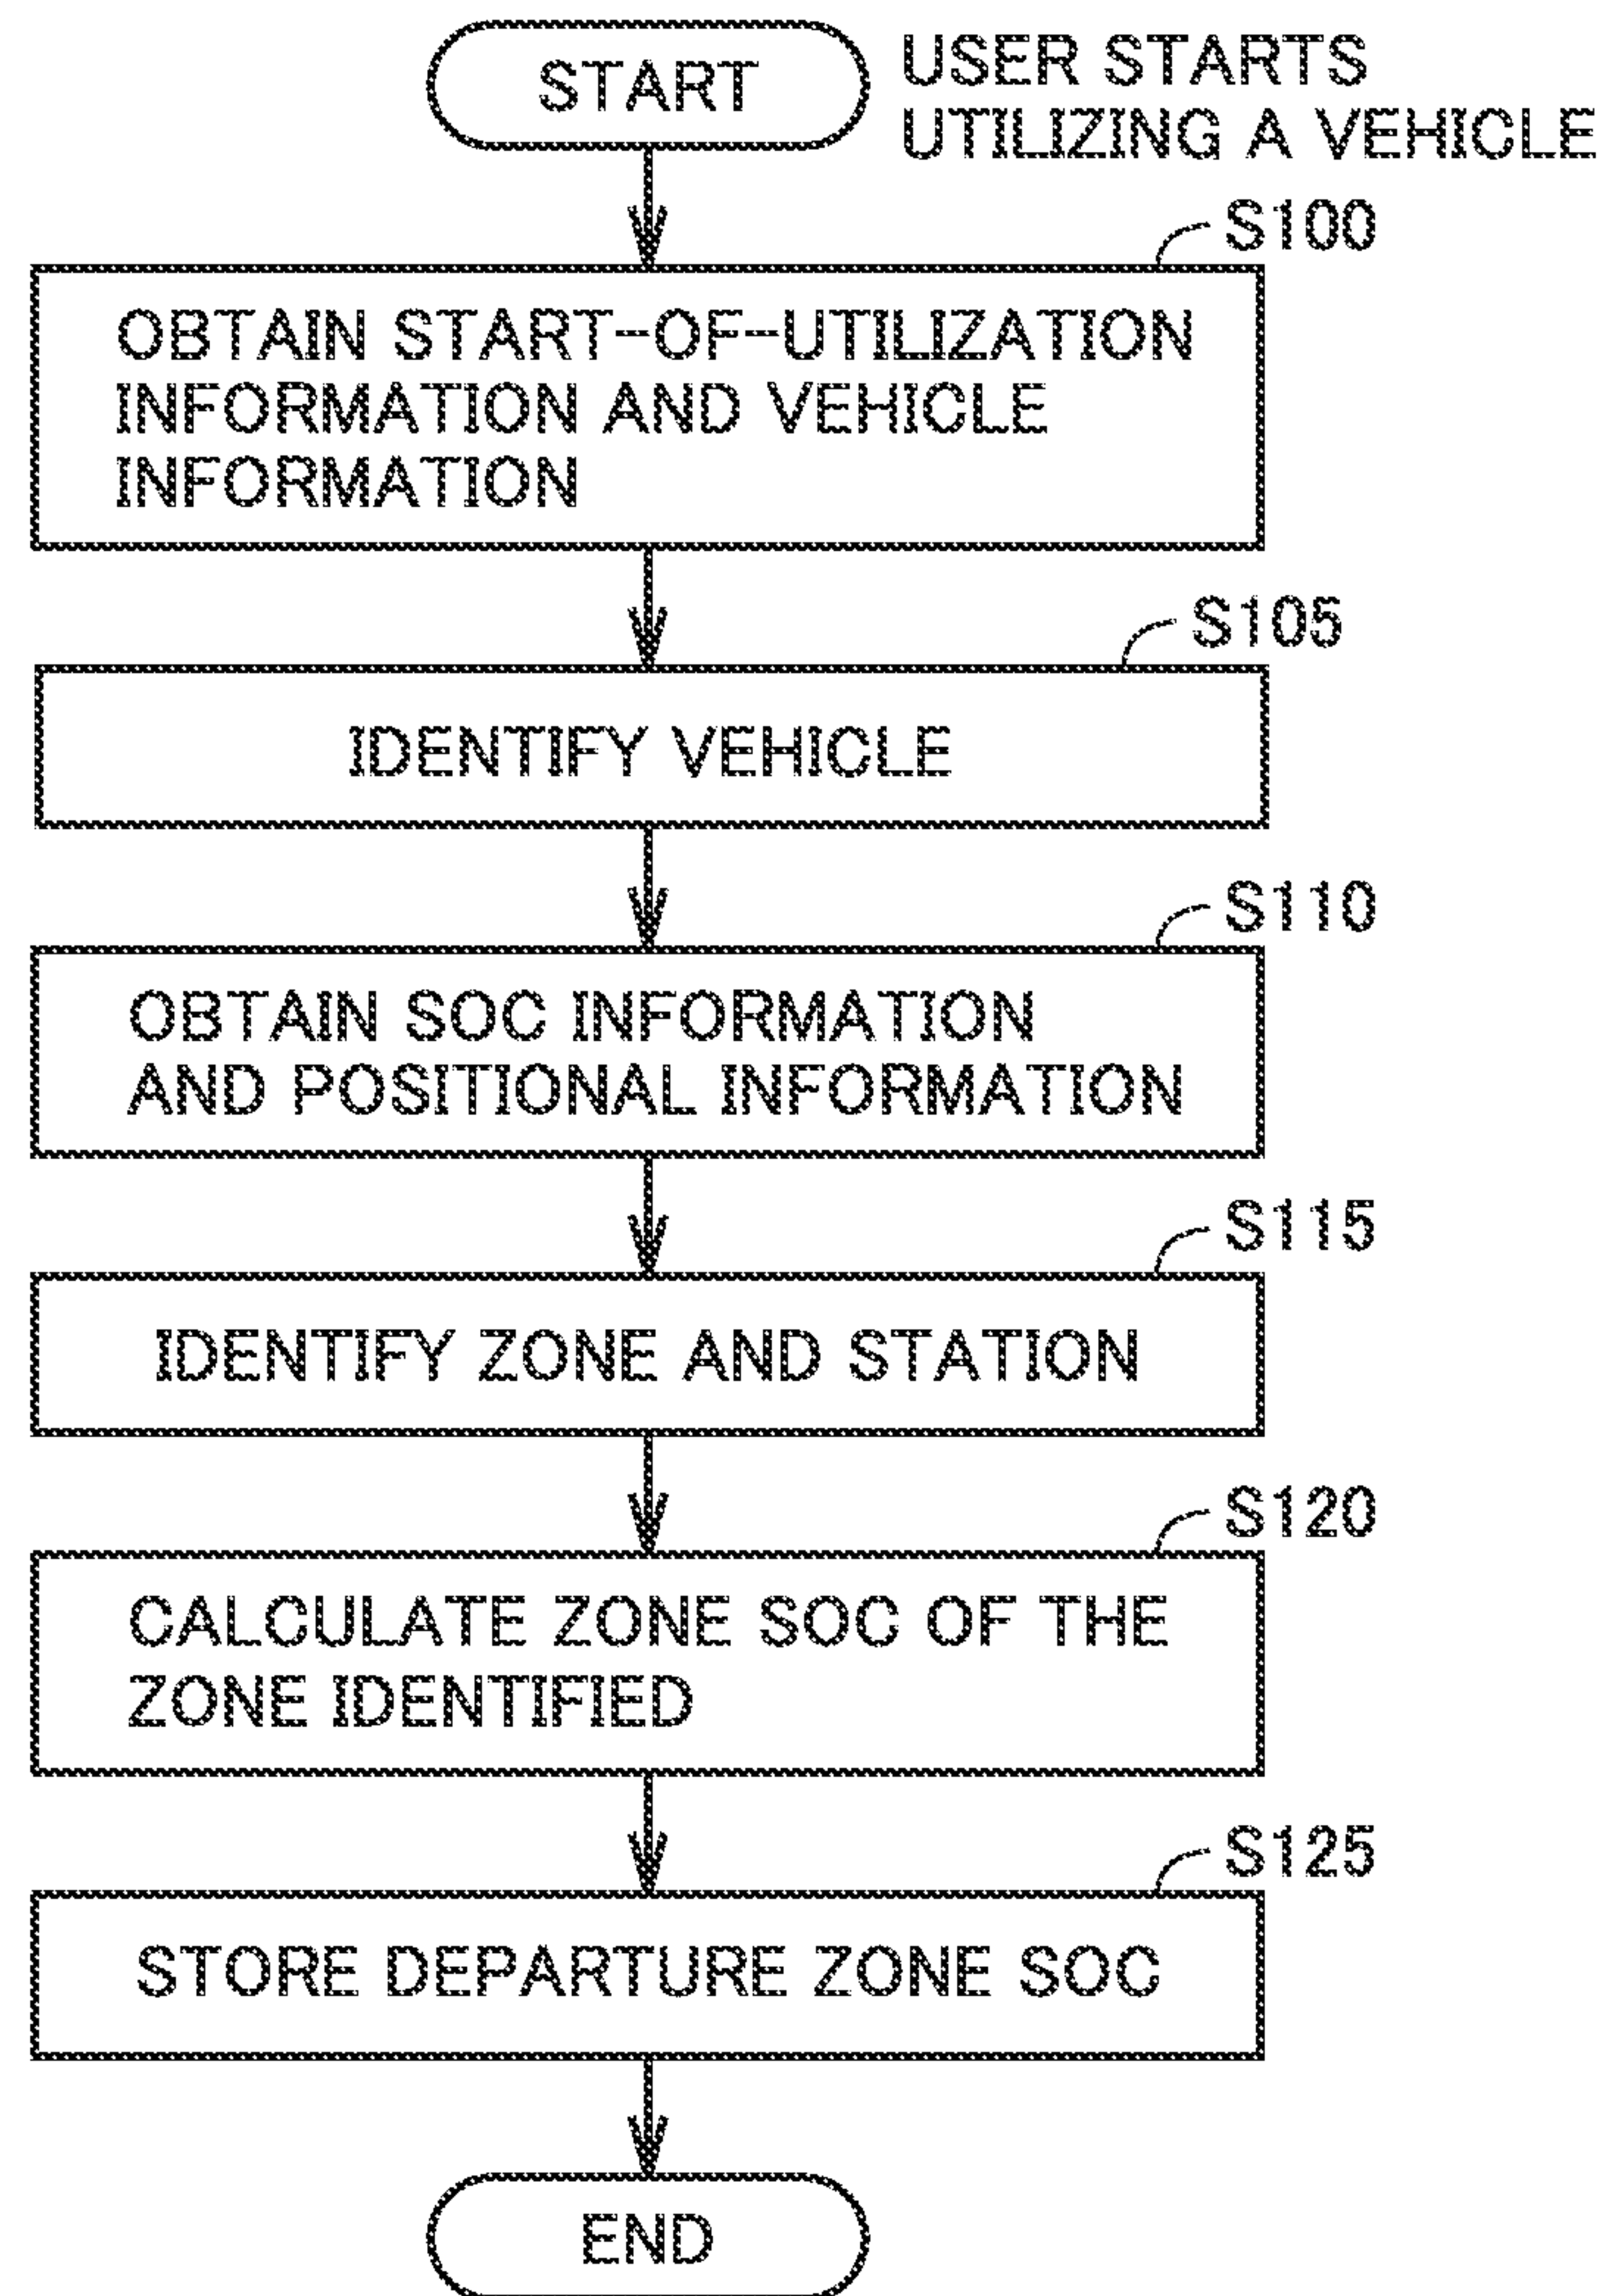 START
USER STARTS
UTILIZING A VEHICLE
S100
OBTAIN START-OF-UTILIZATION
INFORMATION AND VEHICLE
INFORMATION
S105
IDENTIFY VEHICLE
S110
OBTAIN SOC INFORMATION
AND POSITIONAL INFORMATION
S115
IDENTIFY ZONE AND STATION
S120
CALCULATE ZONE SOC OF THE
ZONE IDENTIFIED
S125
STORE DEPARTURE ZONE SOC
END